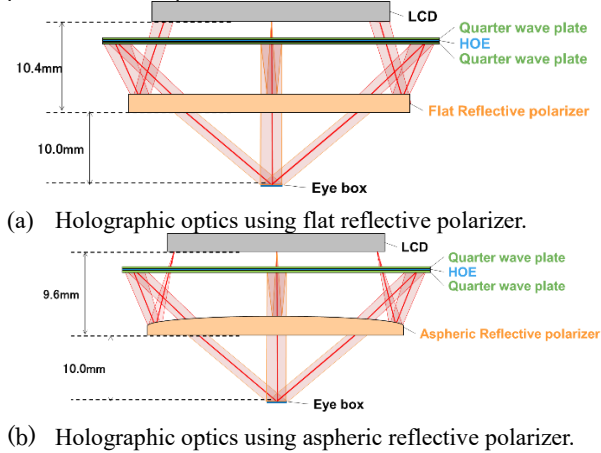 LCD
Quarter wave plate
HOE
Quarter wave plate
10.4mm
Flat Reflective polarizer
10.0mm
Eye box
(a) Holographic optics using flat reflective polarizer.
LCD
Quarter wave plate
HOE
Quarter wave plate
9.6mm
Aspheric Reflective polarizer
10.0mm
Eye box
(b) Holographic optics using aspheric reflective polarizer.